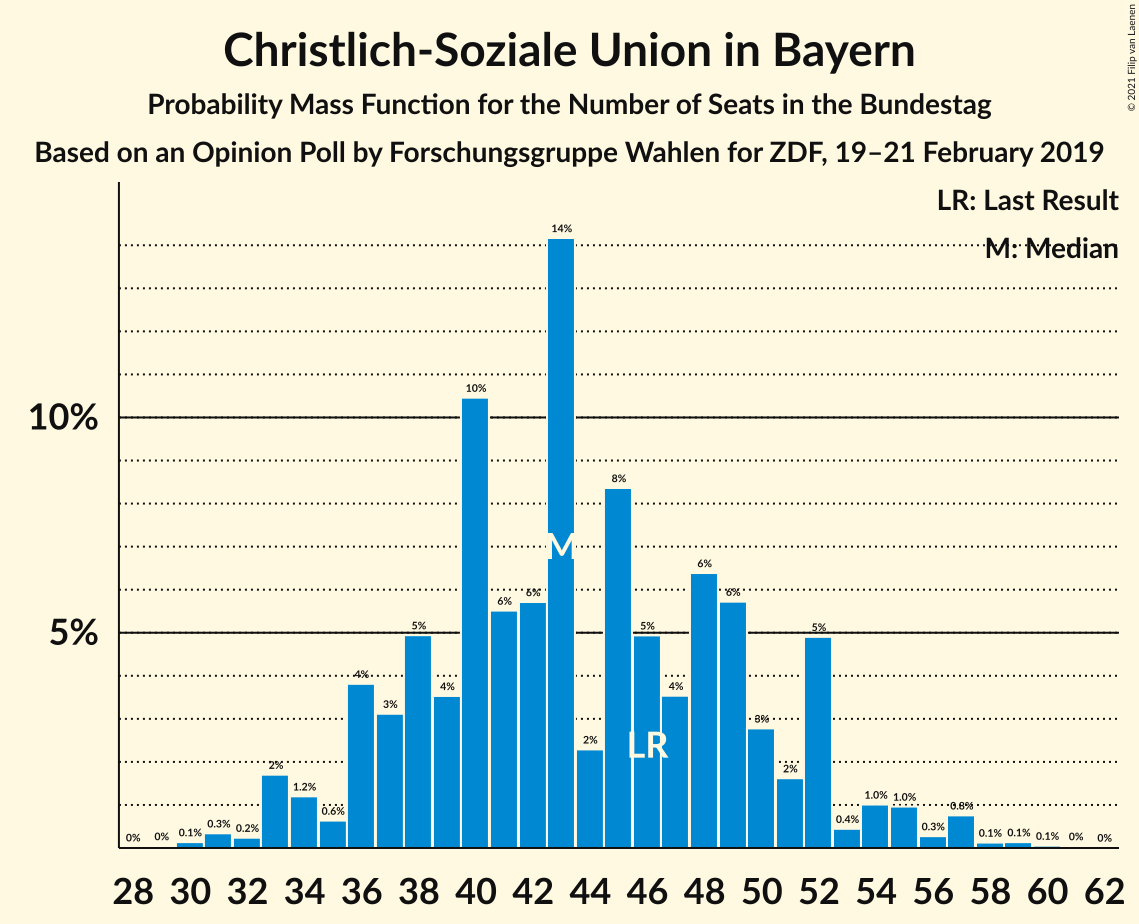 Christlich-Soziale Union in Bayern
Probability Mass Function for the Number of Seats in the Bundestag
Based on an Opinion Poll by Forschungsgruppe Wahlen for ZDF, 19–21 February 2019
© 2021 Filip van Laenen
LR: Last Result
M: Median
10%
5%
0% 0% 0.1% 0.3% 0.2% 2% 1.2% 0.6% 4% 3% 5% 4% 10% 6% 6% 14% 2% 8% 5% 4% 6% 6% 3% 2% 5% 0.4% 1.0% 1.0% 0.3% 0.8% 0.1% 0.1% 0.1% 0% 0%
M
LR
28 30 32 34 36 38 40 42 44 46 48 50 52 54 56 58 60 62